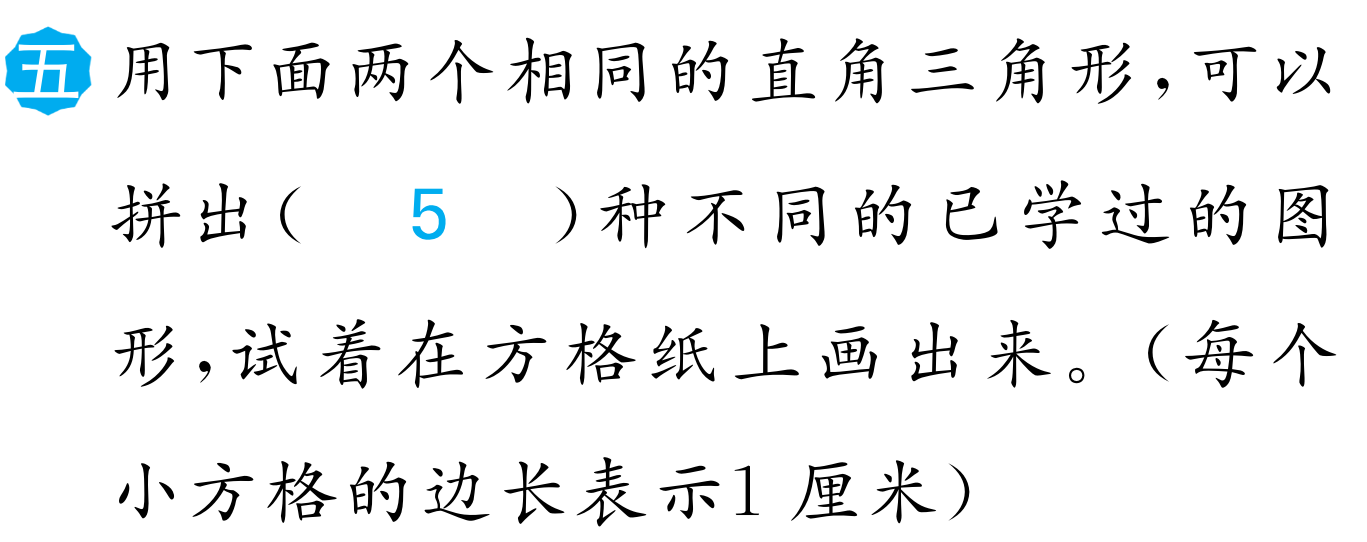 五 用下面两个相同的直角三角形，可以
拼出（ 5 ）种不同的已学过的图
形，试着在方格纸上画出来。（每个
小方格的边长表示1 厘米）